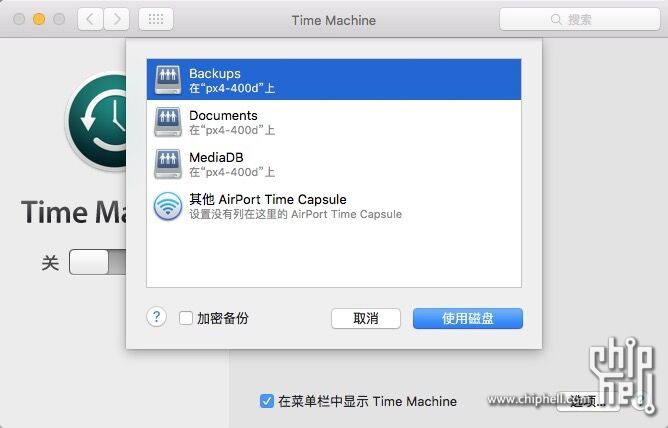 Time Machine
搜索
Backups
在“px4-400d”上
Documents
在“px4-400d”上
MediaDB
在“px4-400d”上
其他 AirPort Time Capsule
设置没有列在这里的 AirPort Time Capsule
Time Ma
关
?
加密备份
取消
使用磁盘
在菜单栏中显示 Time Machine
选项...
?
chip
hell
www.chiphell.com